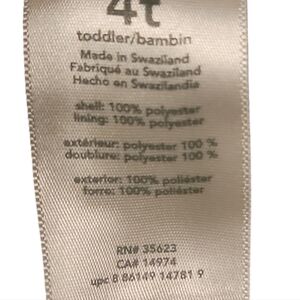 4t
toddler/bambin
Made in Swaziland
Fabriqué au Swaziland
Hecho en Swazilandia
shell: 100% polyester
lining: 100% polyester
extérieur: polyester 100 %
doublure: polyester 100 %
exterior: 100% poliéster
forro: 100% poliéster
RN# 35623
CA# 14974
upc 8 86149 14781 9